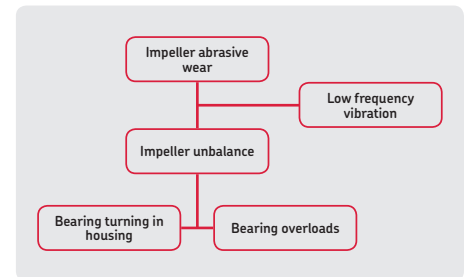 Impeller abrasive
wear
Low frequency
vibration
Impeller unbalance
Bearing turning in
housing
Bearing overloads